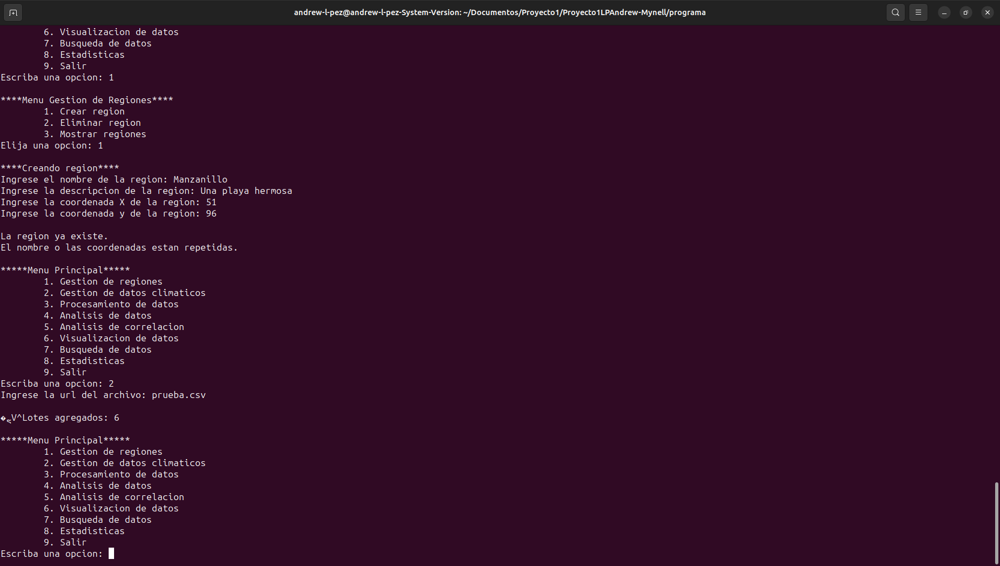 andrew-l-pez@andrew-l-pez-System-Version: ~/Documentos/Proyecto1/Proyecto1LPAndrew-Mynell/programa
6. Visualizacion de datos
7. Busqueda de datos
8. Estadisticas
9. Salir
Escriba una opcion: 1
****Menu Gestion de Regiones****
1. Crear region
2. Eliminar region
3. Mostrar regiones
Elija una opcion: 1
****Creando region****
Ingrese el nombre de la region: Manzanillo
Ingrese la descripcion de la region: Una playa hermosa
Ingrese la coordenada X de la region: 51
Ingrese la coordenada y de la region: 96
La region ya existe.
El nombre o las coordenadas estan repetidas.
*****Menu Principal*****
1. Gestion de regiones
2. Gestion de datos climaticos
3. Procesamiento de datos
4. Analisis de datos
5. Analisis de correlacion
6. Visualizacion de datos
7. Busqueda de datos
8. Estadisticas
9. Salir
Escriba una opcion: 2
Ingrese la url del archivo: prueba.csv
V^Lotes agregados: 6
*****Menu Principal*****
1. Gestion de regiones
2. Gestion de datos climaticos
3. Procesamiento de datos
4. Analisis de datos
5. Analisis de correlacion
6. Visualizacion de datos
7. Busqueda de datos
8. Estadisticas
9. Salir
Escriba una opcion: